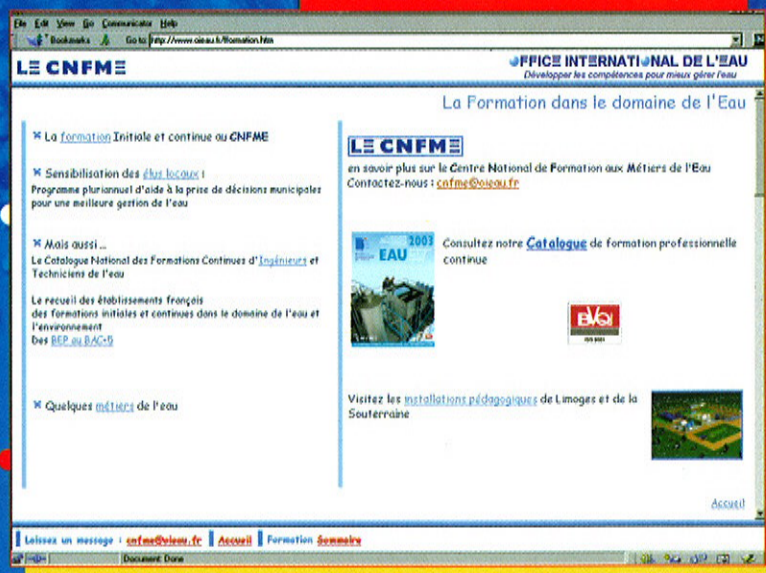 File Edit View Go Communicator Help
Bookmarks Go to: http://www.oieau.fr/fformation.htm
LE CNFME
OFFICE INTERNATIONAL DE L'EAU
Développer les compétences pour mieux gérer l'eau
La Formation dans le domaine de l'Eau
La formation Initiale et continue au CNFME
Sensibilisation des élus locaux :
Programme pluriannuel d'aide à la prise de décisions municipales
pour une meilleure gestion de l'eau
Mais aussi ...
Le Catalogue National des Formations Continues d'Ingénieurs et
Techniciens de l'eau
Le recueil des établissements français
des formations initiales et continues dans le domaine de l'eau et
l'environnement
Des BEP au BAC+5
Quelques métiers de l'eau
LE CNFME
en savoir plus sur le Centre National de Formation aux Métiers de l'Eau
Contactez-nous : cnfme@oieau.fr
2003
EAU
Consultez notre Catalogue de formation professionnelle
continue
BVQI
ISO 9001
Visitez les installations pédagogiques de Limoges et de la
Souterraine
Accueil
Laissez un message : cnfme@oieau.fr Accueil Formation Sommaire
Document: Done